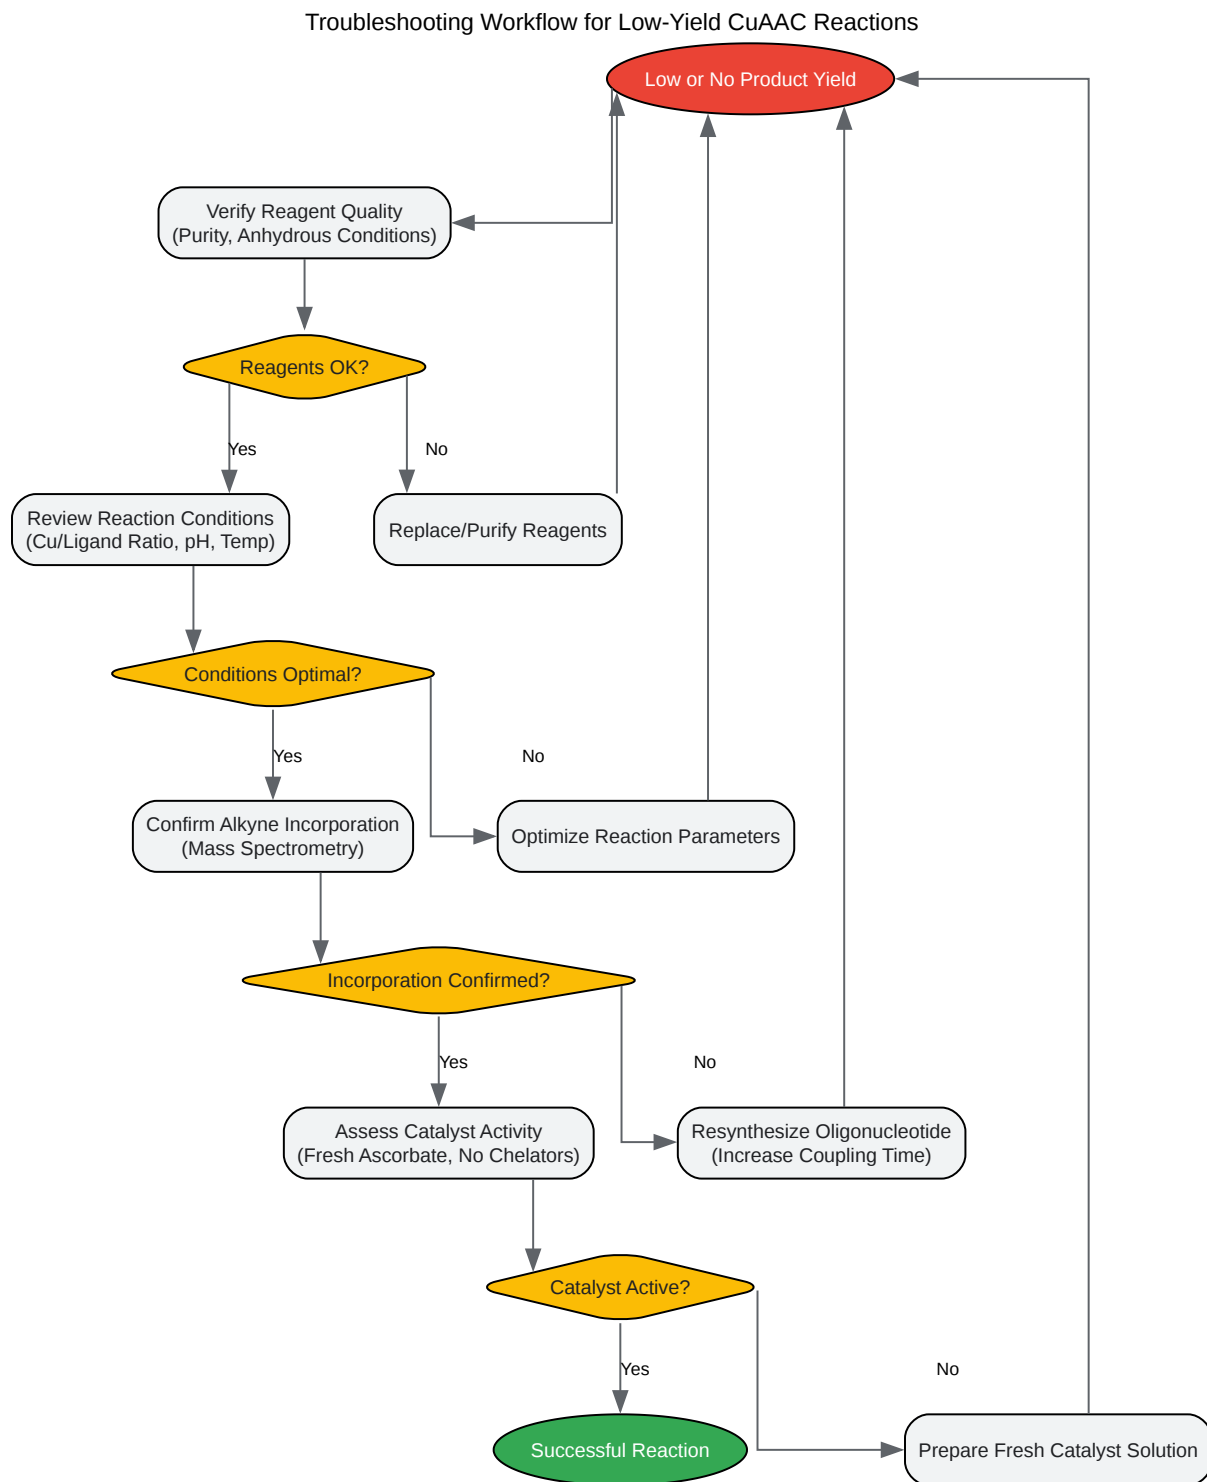 Troubleshooting Workflow for Low-Yield CuAAC Reactions
Low or No Product Yield
Verify Reagent Quality
(Purity, Anhydrous Conditions)
Reagents OK?
Yes
No
Review Reaction Conditions
(Cu/Ligand Ratio, pH, Temp)
Replace/Purify Reagents
Conditions Optimal?
Yes
No
Confirm Alkyne Incorporation
(Mass Spectrometry)
Optimize Reaction Parameters
Incorporation Confirmed?
Yes
No
Assess Catalyst Activity
(Fresh Ascorbate, No Chelators)
Resynthesize Oligonucleotide
(Increase Coupling Time)
Catalyst Active?
Yes
No
Successful Reaction
Prepare Fresh Catalyst Solution